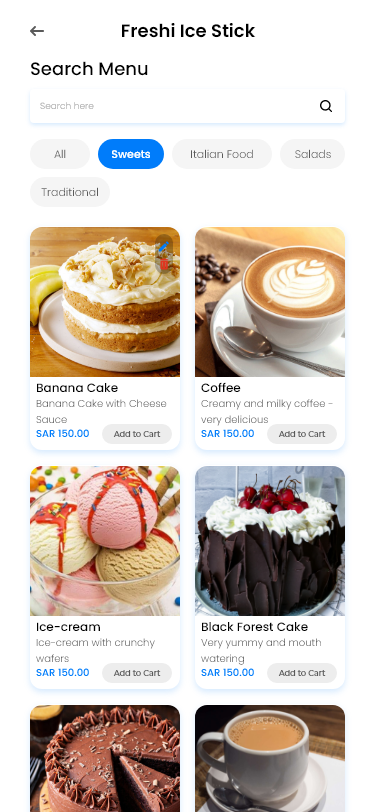 Freshi Ice Stick
Search Menu
Search here
All
Sweets
Italian Food
Salads
Traditional
Banana Cake
Banana Cake with Cheese
Sauce
SAR 150.00
Add to Cart
Coffee
Creamy and milky coffee -
very delicious
SAR 150.00
Add to Cart
Ice-cream
Ice-cream with crunchy
wafers
SAR 150.00
Add to Cart
Black Forest Cake
Very yummy and mouth
watering
SAR 150.00
Add to Cart